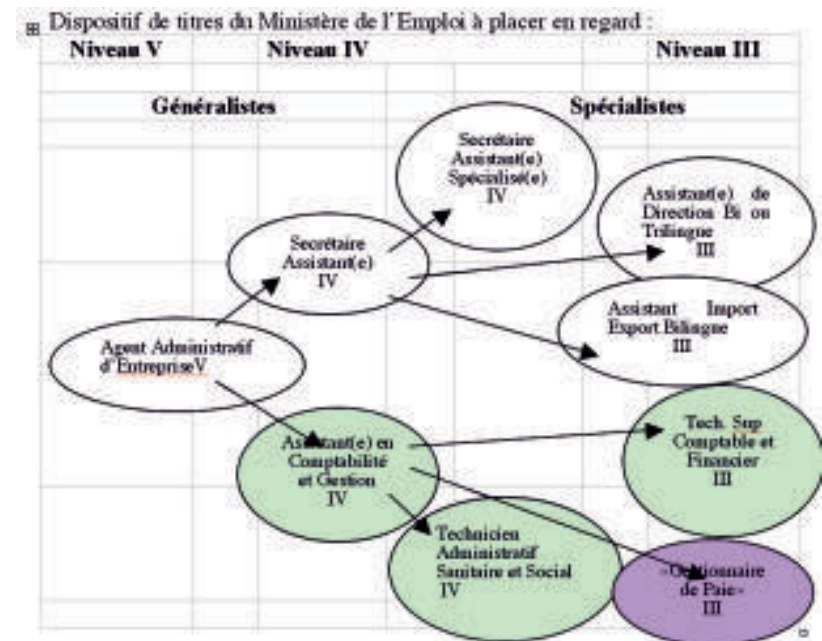 Dispositif de titres du Ministère de l'Emploi à placer en regard :
Niveau V Niveau IV Niveau III
Généralistes Spécialistes
Secrétaire
Assistant(e)
Spécialisé(e)
IV
Assistant(e) de
Direction Bi ou
Trilingue
III
Secrétaire
Assistant(e)
IV
Assistant Import
Export Bilingue
III
Agent Administratif
d'EntrepriseV
Assistant(e) en
Comptabilité
et Gestion
IV
Tech. Sup
Comptable et
Financier
III
Technicien
Administratif
Sanitaire et Social
IV
«Gestionnaire
de Paie»
III